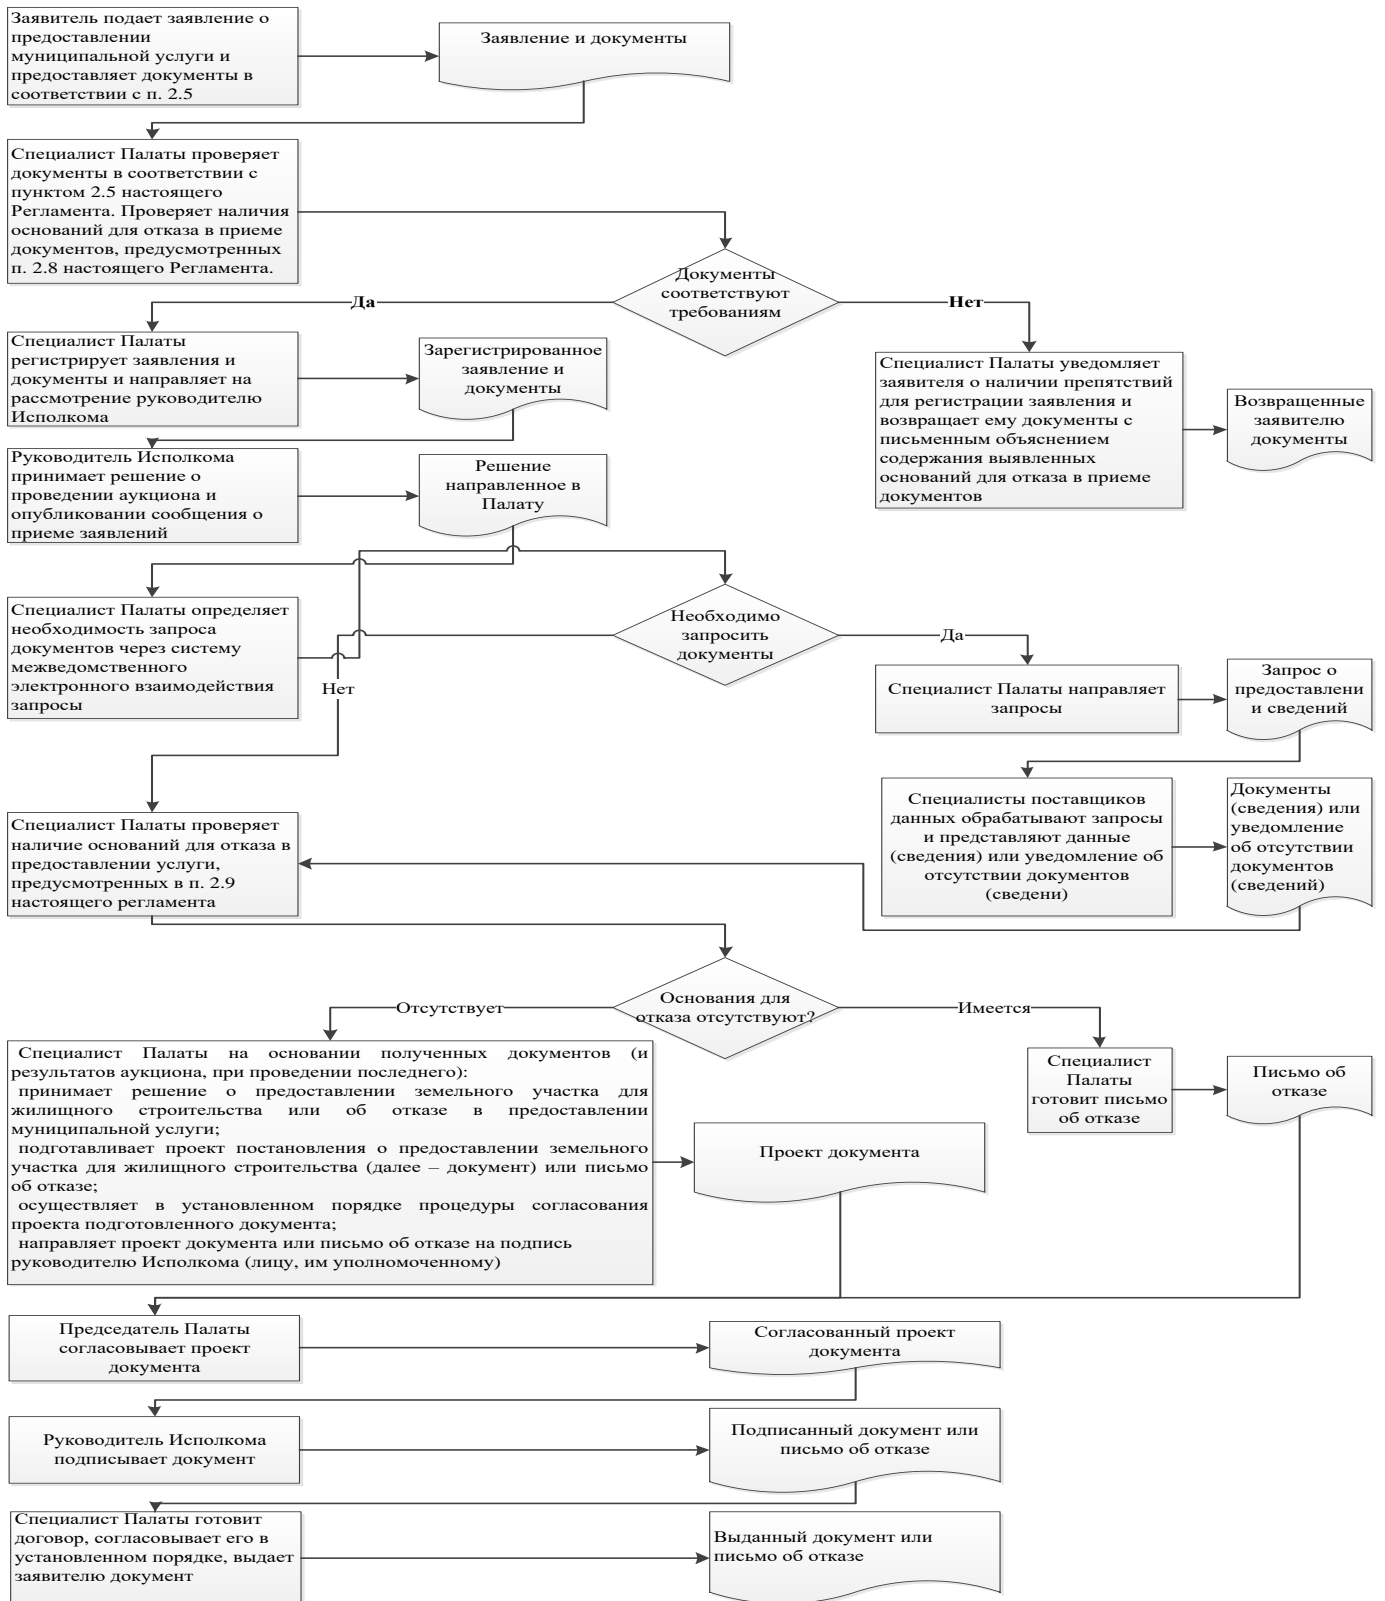 Заявитель подает заявление о
предоставлении
муниципальной услуги и
предоставляет документы в
соответствии с п. 2.5
Заявление и документы
Специалист Палаты проверяет
документы в соответствии с
пунктом 2.5 настоящего
Регламента. Проверяет наличия
оснований для отказа в приеме
документов, предусмотренных
п. 2.8 настоящего Регламента.
Документы
соответствуют
требованиям
Да
Нет
Специалист Палаты
регистрирует заявления и
документы и направляет на
рассмотрение руководителю
Исполкома
Зарегистрированное
заявление и
документы
Специалист Палаты уведомляет
заявителя о наличии препятствий
для регистрации заявления и
возвращает ему документы с
письменным объяснением
содержания выявленных
оснований для отказа в приеме
документов
Возвращенные
заявителю
документы
Руководитель Исполкома
принимает решение о
проведении аукциона и
опубликовании сообщения о
приеме заявлений
Решение
направленное в
Палату
Специалист Палаты определяет
необходимость запроса
документов через систему
межведомственного
электронного взаимодействия
запросы
Необходимо
запросить
документы
Да
Нет
Специалист Палаты направляет
запросы
Запрос о
предоставлени
и сведений
Специалисты поставщиков
данных обрабатывают запросы
и представляют данные
(сведения) или уведомление об
отсутствии документов
(сведени)
Документы
(сведения) или
уведомление
об отсутствии
документов
(сведений)
Специалист Палаты проверяет
наличие оснований для отказа в
предоставлении услуги,
предусмотренных в п. 2.9
настоящего регламента
Основания для
отказа отсутствуют?
Отсутствует
Имеется
Специалист Палаты на основании полученных документов (и
результатов аукциона, при проведении последнего):
принимает решение о предоставлении земельного участка для
жилищного строительства или об отказе в предоставлении
муниципальной услуги;
подготавливает проект постановления о предоставлении земельного
участка для жилищного строительства (далее – документ) или письмо
об отказе;
осуществляет в установленном порядке процедуры согласования
проекта подготовленного документа;
направляет проект документа или письмо об отказе на подпись
руководителю Исполкома (лицу, им уполномоченному)
Проект документа
Специалист
Палаты
готовит письмо
об отказе
Письмо об
отказе
Председатель Палаты
согласовывает проект
документа
Согласованный проект
документа
Руководитель Исполкома
подписывает документ
Подписанный документ или
письмо об отказе
Специалист Палаты готовит
договор, согласовывает его в
установленном порядке, выдает
заявителю документ
Выданный документ или
письмо об отказе